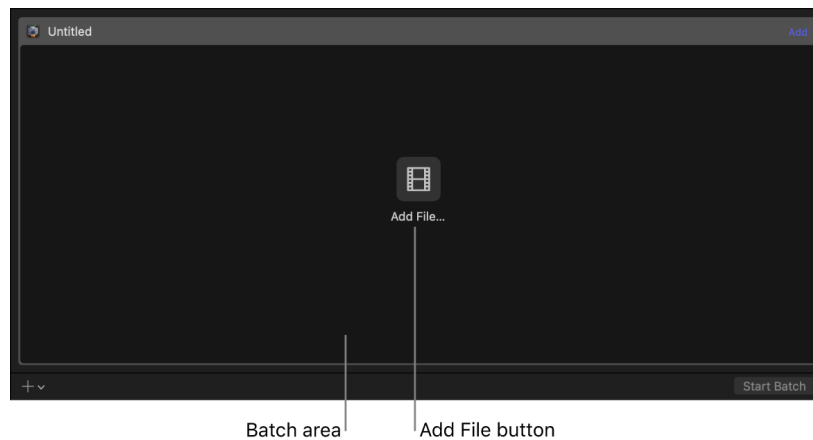 Untitled
Add
Add File...
Start Batch
Batch area
Add File button